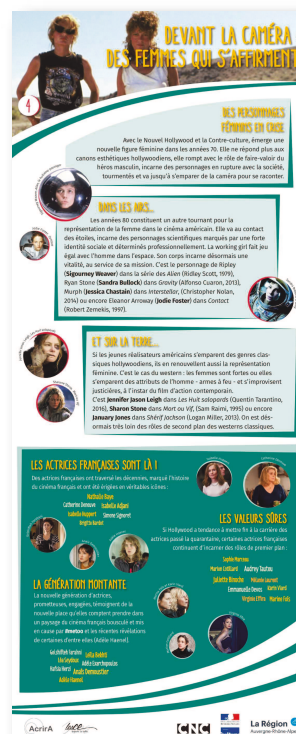 DEVANT LA CAMÉRA
DES FEMMES QUI S'AFFIRMENT
4
DES PERSONNAGES
FÉMININS EN CRISE
Avec le Nouvel Hollywood et la Contre-culture, émerge une
nouvelle figure féminine dans les années 70. Elle ne répond plus aux
canons esthétiques hollywoodiens, elle rompt avec le rôle de faire-valoir du
héros masculin, incarne des personnages en rupture avec la société,
tourmentés et va jusqu'à s'emparer de la caméra pour se raconter.
DANS LES AIRS...
Les années 80 constituent un autre tournant pour la
représentation de la femme dans le cinéma américain. Elle va au contact
des étoiles, incarne des personnages scientifiques marqués par une forte
identité sociale et déterminés professionnellement. La working girl fait jeu
égal avec l'homme dans l'espace. Son corps incarne désormais une
vitalité, au service de sa mission. C'est le personnage de Ripley
(Sigourney Weaver) dans la série des Alien (Ridley Scott, 1979),
Ryan Stone (Sandra Bullock) dans Gravity (Alfonso Cuaron, 2013),
Murph (Jessica Chastain) dans Interstellar, (Christopher Nolan,
2014) ou encore Eleanor Arroway (Jodie Foster) dans Contact
(Robert Zemekis, 1997).
ET SUR LA TERRE...
Si les jeunes réalisateurs américains s'emparent des genres clas-
siques hollywoodiens, ils en renouvellent aussi la représentation
féminine. C'est le cas du western : les femmes sont fortes ou elles
s'emparent des attributs de l'homme - armes à feu - et s'improvisent
justicières, à l'instar du film d'action contemporain.
C'est Jennifer Jason Leigh dans Les Huit salopards (Quentin Tarantino,
2016), Sharon Stone dans Mort ou Vif, (Sam Raimi, 1995) ou encore
January Jones dans Shérif Jackson (Logan Miller, 2013). On est dés-
ormais très loin des rôles de second plan des westerns classiques.
LES ACTRICES FRANÇAISES SONT LÀ !
Des actrices françaises ont traversé les décennies, marqué l'histoire
du cinéma français et ont été érigées en véritables icônes :
Nathalie Baye
Catherine Deneuve Isabelle Adjani
Isabelle Huppert Simone Signoret
Brigitte Bardot
LES VALEURS SÛRES
Si Hollywood a tendance à mettre fin à la carrière des
actrices passé la quarantaine, certaines actrices françaises
continuent d'incarner des rôles de premier plan :
Sophie Marceau
Marion Cotillard Audrey Tautou
Juliette Binoche Mélanie Laurent
Emmanuelle Devos Karin Viard
Virginie Efira Marina Foïs
LA GÉNÉRATION MONTANTE
La nouvelle génération d'actrices,
prometteuses, engagées, témoignent de la
nouvelle place qu'elles comptent prendre dans
un paysage du cinéma français bousculé et mis
en cause par #metoo et les récentes révélations
de certaines d'entre elles (Adèle Haenel).
Golshifteh Farahni Leïla Bekhti
Léa Seydoux Adèle Exarchopoulos
Hafsia Herzi Anaïs Demoustier
Adèle Haenel
AcrirA
CNC
La Région
Auvergne-Rhône-Alpes